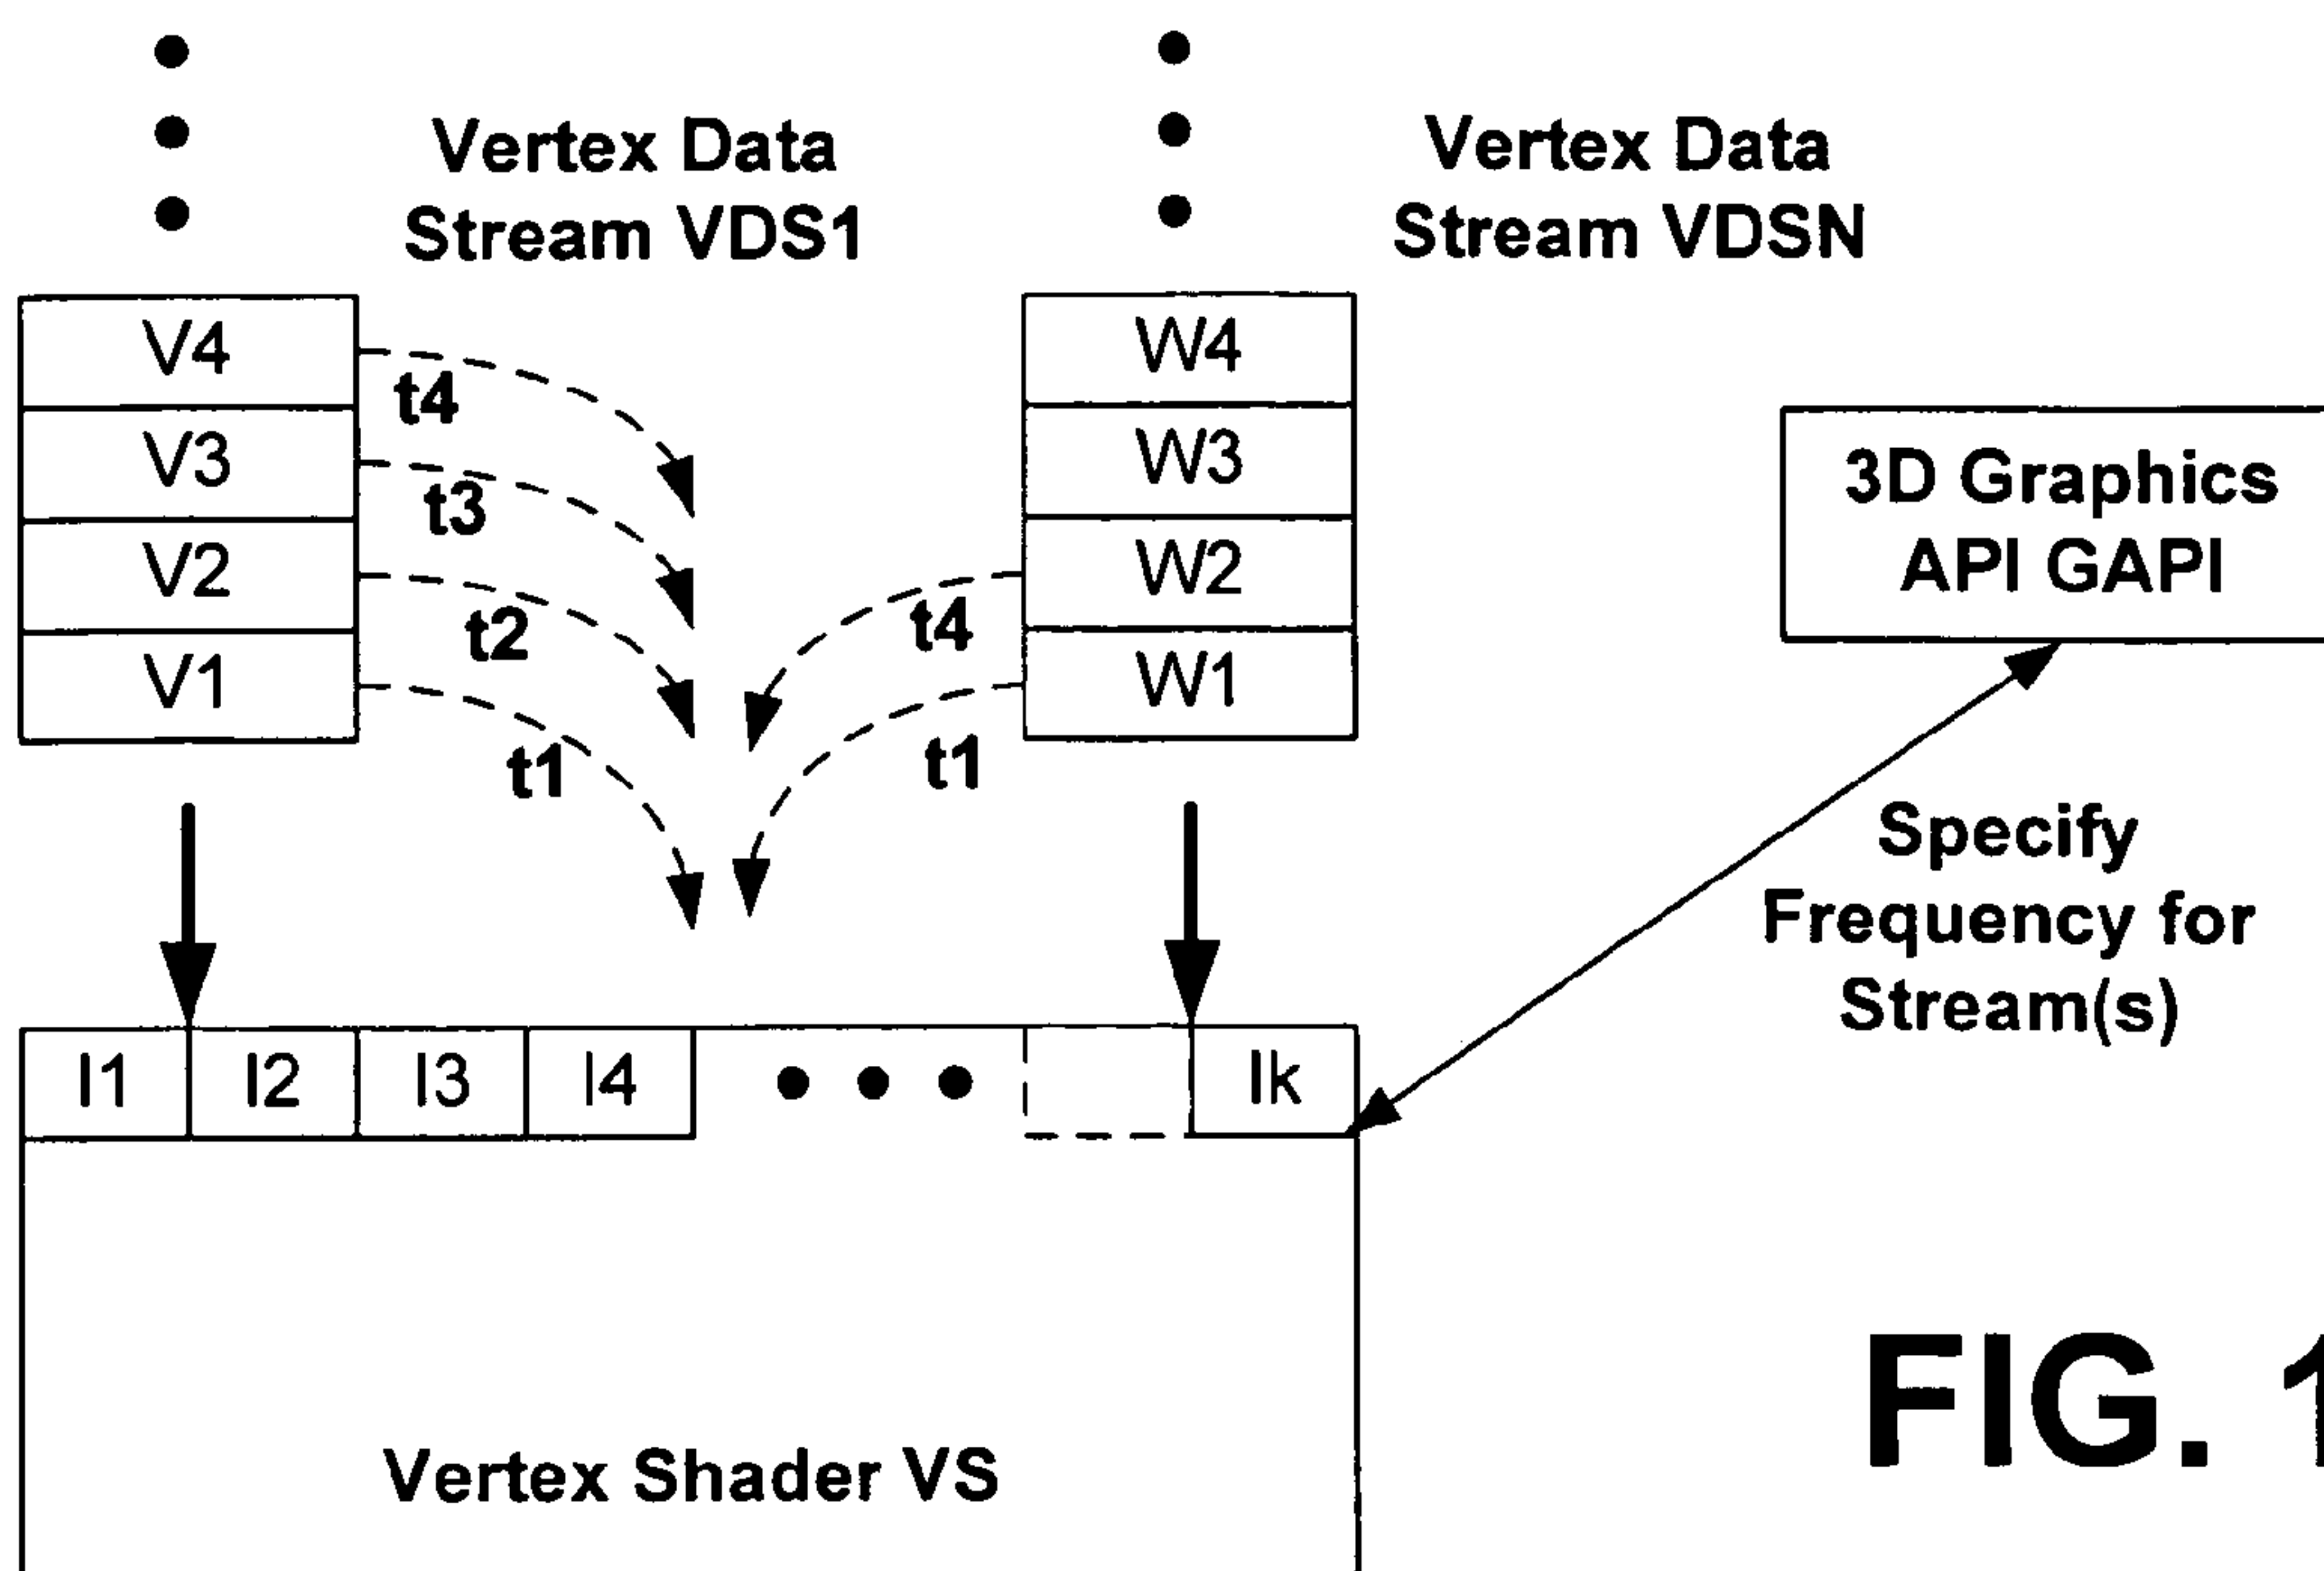 Vertex Data
Stream VDS1
Vertex Data
Stream VDSN
V4
V3
V2
V1
t4
t3
t2
t1
W4
W3
W2
W1
t4
t1
3D Graphics
API GAPI
Specify
Frequency for
Stream(s)
I1 I2 I3 I4 Ik
Vertex Shader VS
FIG. 1